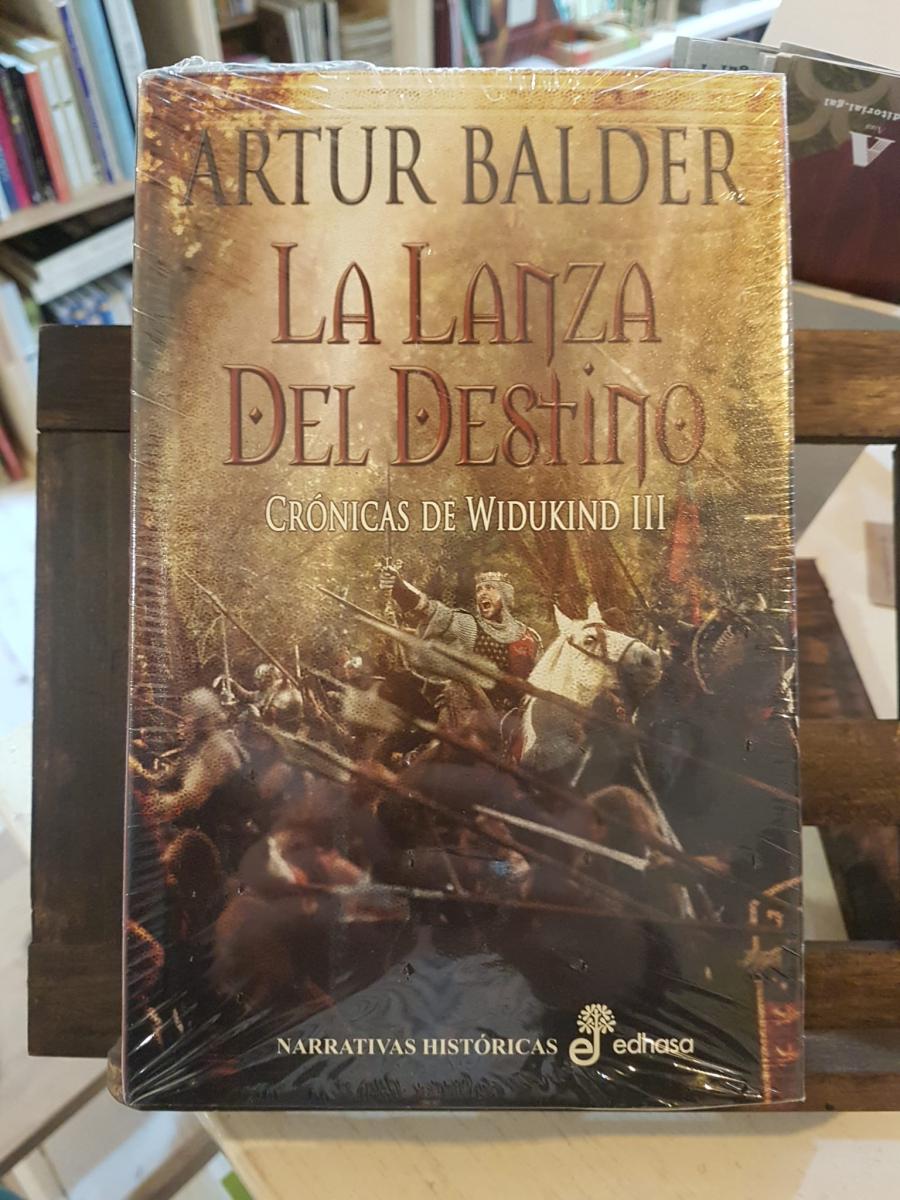 ARTUR BALDER
LA LANZA
DEL DESTINO
CRÓNICAS DE WIDUKIND III
NARRATIVAS HISTÓRICAS
edhasa